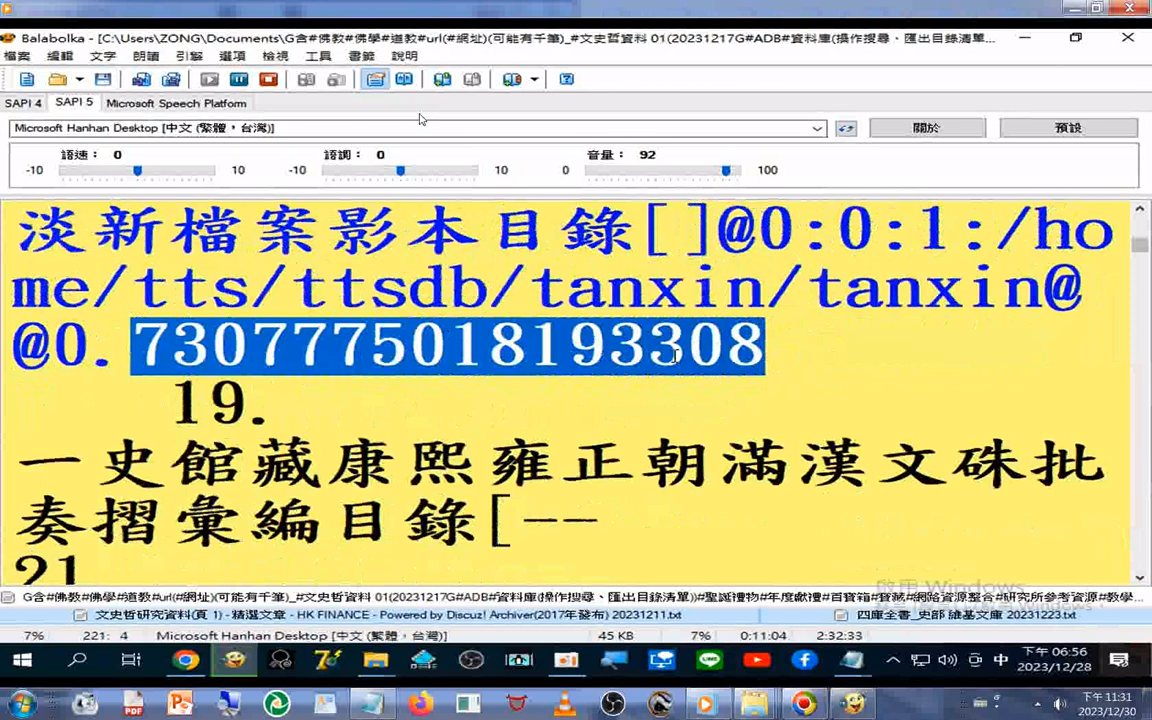 Balabolka - [C:\Users\ZONG\Documents\G含#佛教#佛學#道教#url(#網址)(可能有千筆)_#文史哲資料 01(20231217G#ADB#資料庫(操作搜尋、匯出目錄清單...
檔案 編輯 文字 朗讀 引擎 選項 檢視 工具 書籤 說明
SAPI 4 SAPI 5 Microsoft Speech Platform
Microsoft Hanhan Desktop [中文 (繁體，台灣)] 關於 預設
語速： 0 語調： 0 音量： 92
-10 10 -10 10 0 100
淡新檔案影本目錄[]@0:0:1:/ho
me/tts/ttsdb/tanxin/tanxin@
@0.7307775018193308
19.
一史館藏康熙雍正朝滿漢文硃批
奏摺彙編目錄[--
21
啟用 Windows
G含#佛教#佛學#道教#url(#網址)(可能有千筆)_#文史哲資料 01(20231217G#ADB#資料庫(操作搜尋、匯出目錄清單))#聖誕禮物#年度獻禮#百寶箱#寶藏#網路資源整合#研究所參考資源#教學...
文史哲研究資料(頁 1) - 精選文章 - HK FINANCE - Powered by Discuz! Archiver(2017年發布) 20231211.txt 四庫全書_史部 維基文庫 20231223.txt
7% 221: 4 Microsoft Hanhan Desktop [中文 (繁體，台灣)] 45 KB 7% 0:11:04 2:32:33
中 下午 06:56
2023/12/28
下午 11:31
2023/12/30